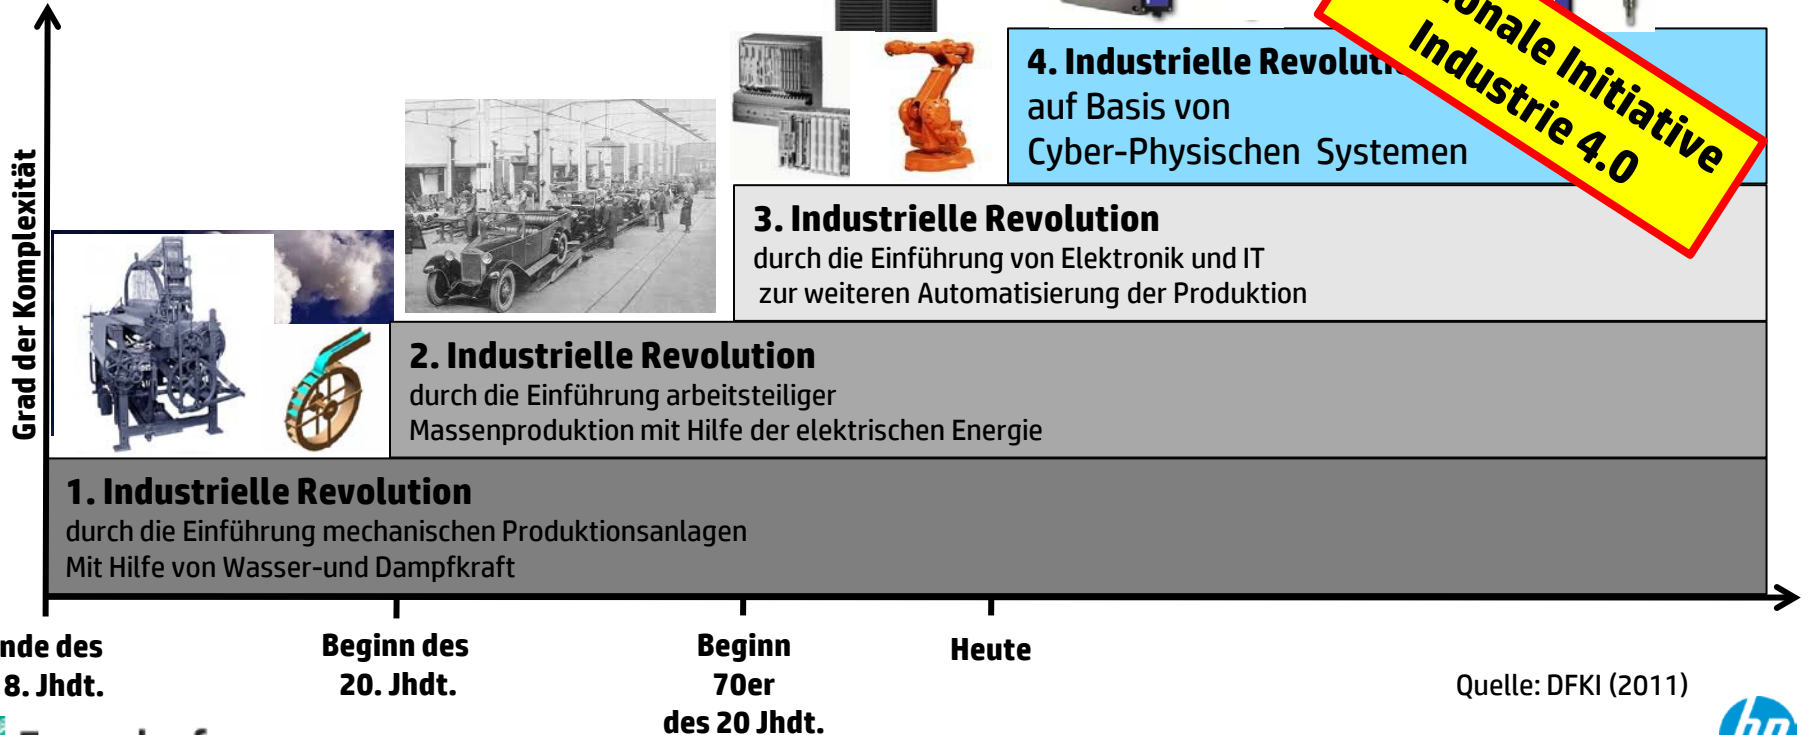 Grad der Komplexität
4. Industrielle
auf Basis von
Cyber-Physischen Systemen
Initiative
Industrie 4.0
3. Industrielle Revolution
durch die Einführung von Elektronik und IT
zur weiteren Automatisierung der Produktion
2. Industrielle Revolution
durch die Einführung arbeitsteiliger
Massenproduktion mit Hilfe der elektrischen Energie
1. Industrielle Revolution
durch die Einführung mechanischen Produktionsanlagen
Mit Hilfe von Wasser-und Dampfkraft
des
8. Jhdt.
Beginn des
20. Jhdt.
Beginn
70er
des 20 Jhdt.
Heute
Quelle: DFKI (2011)
hp